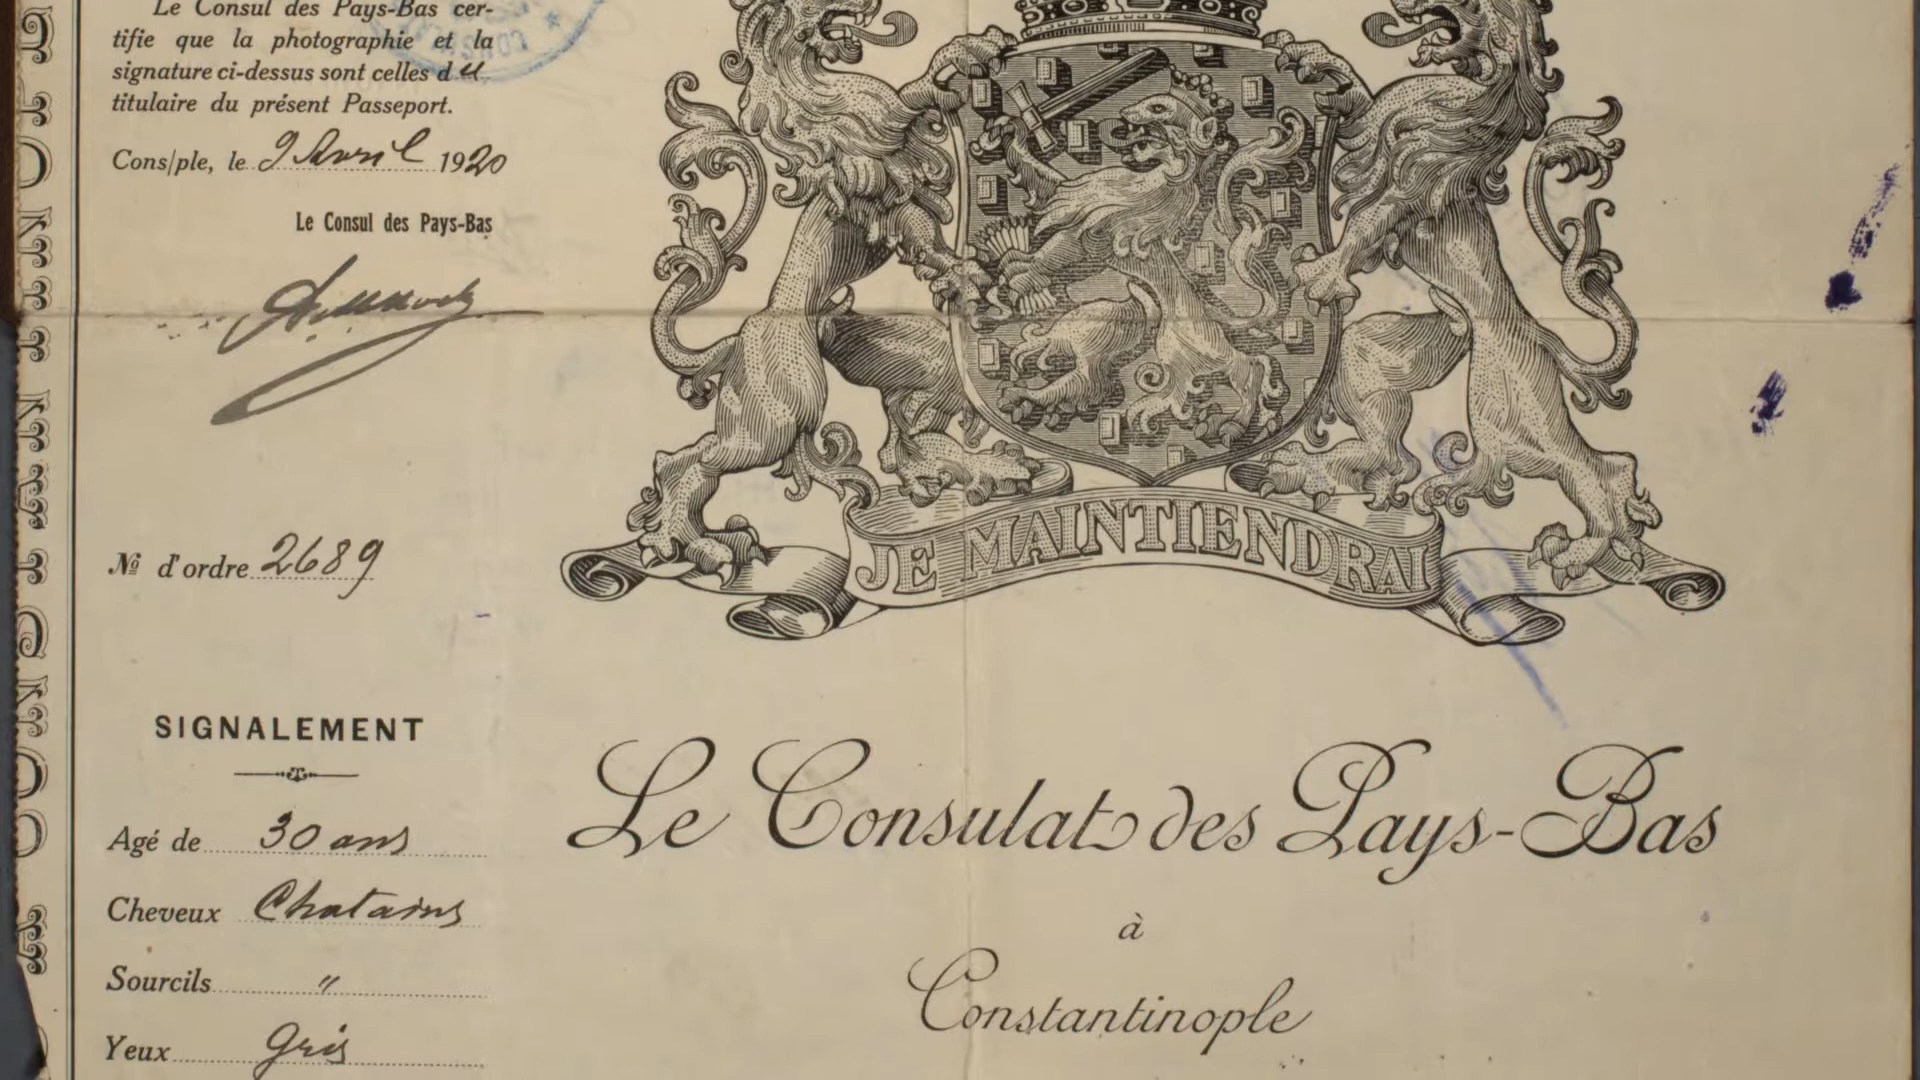 Le Consul des Pays-Bas cer-
tifie que la photographie et la
signature ci-dessus sont celles du
titulaire du présent Passeport.
Cons/ple, le 9 Avril 1920
Le Consul des Pays-Bas
№ d'ordre 2689
SIGNALEMENT
Agé de 30 ans
Cheveux Chatains
Sourcils "
Yeux Gris
JE MAINTIENDRAI
Le Consulat des Pays-Bas
à
Constantinople